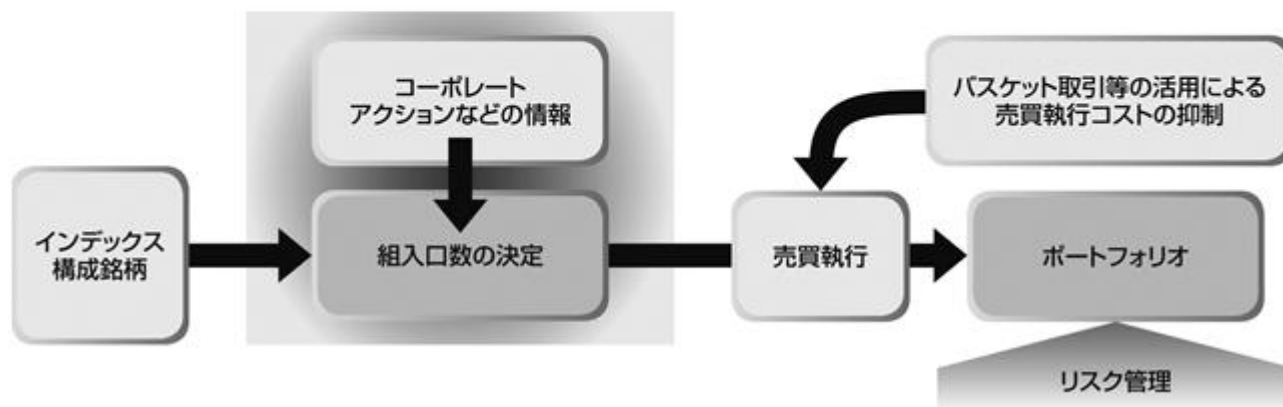 コーポレート
アクションなどの情報
バスケット取引等の活用による
売買執行コストの抑制
インデックス
構成銘柄
組入口数の決定
売買執行
ポートフォリオ
リスク管理